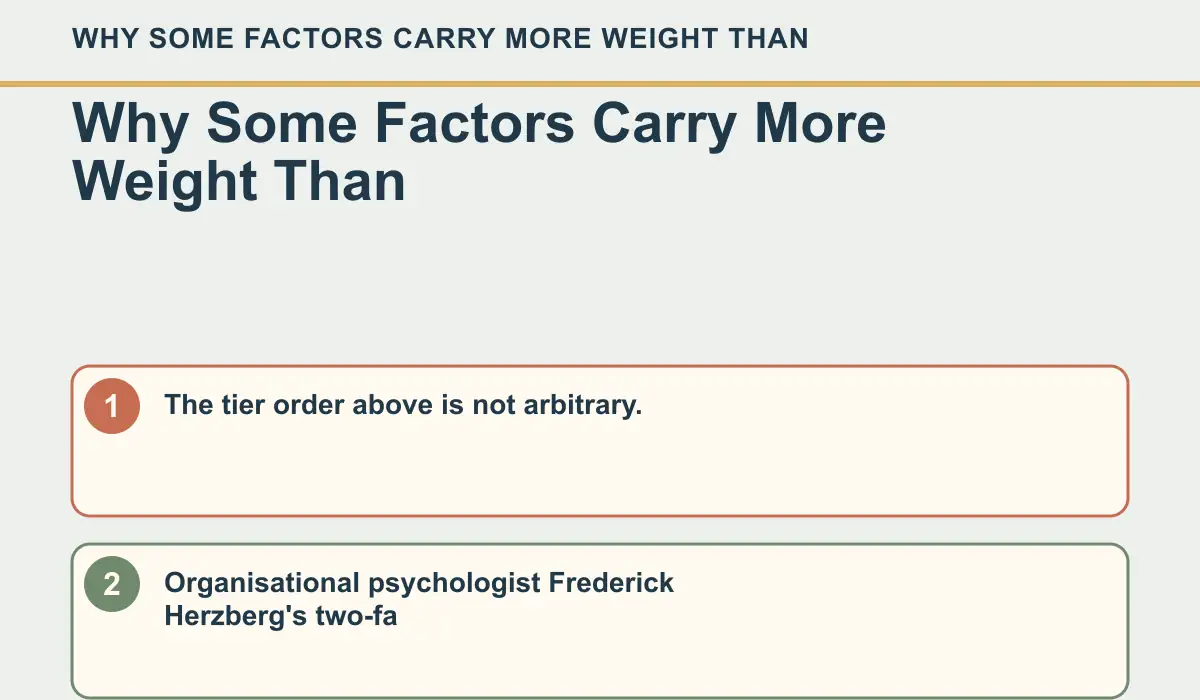 WHY SOME FACTORS CARRY MORE WEIGHT THAN
Why Some Factors Carry More
Weight Than
1
The tier order above is not arbitrary.
2
Organisational psychologist Frederick
Herzberg's two-fa